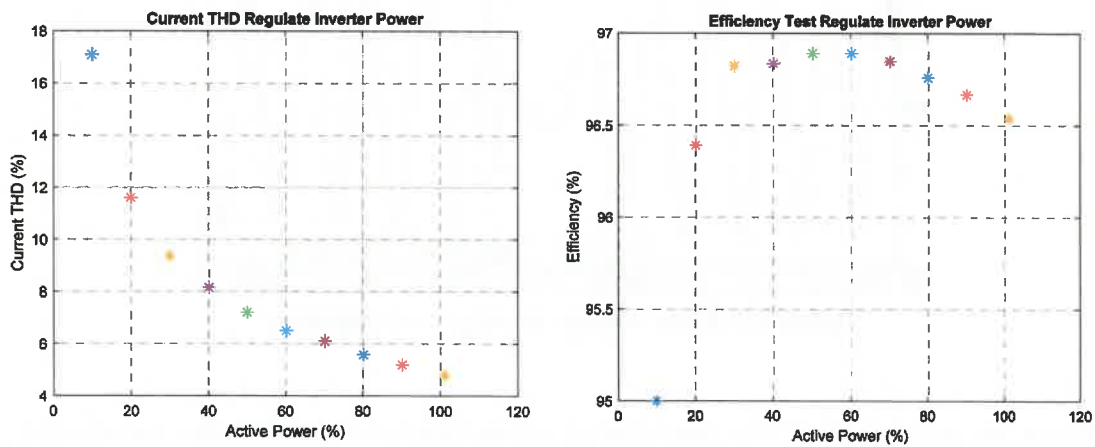 Current THD Regulate Inverter Power
18
16
14
12
10
8
6
4
0 20 40 60 80 100 120
Current THD (%)
Active Power (%)
Efficiency Test Regulate Inverter Power
97
96.5
96
95.5
95
0 20 40 60 80 100 120
Efficiency (%)
Active Power (%)